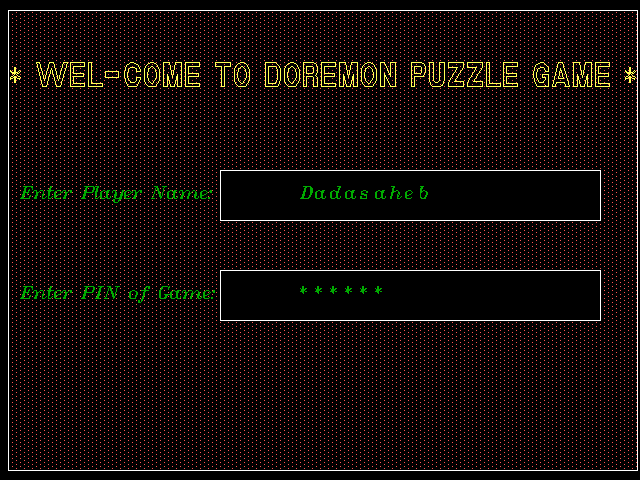 * WEL-COME TO DOREMON PUZZLE GAME *
Enter Player Name: Dadasaheb
Enter PIN of Game: ******